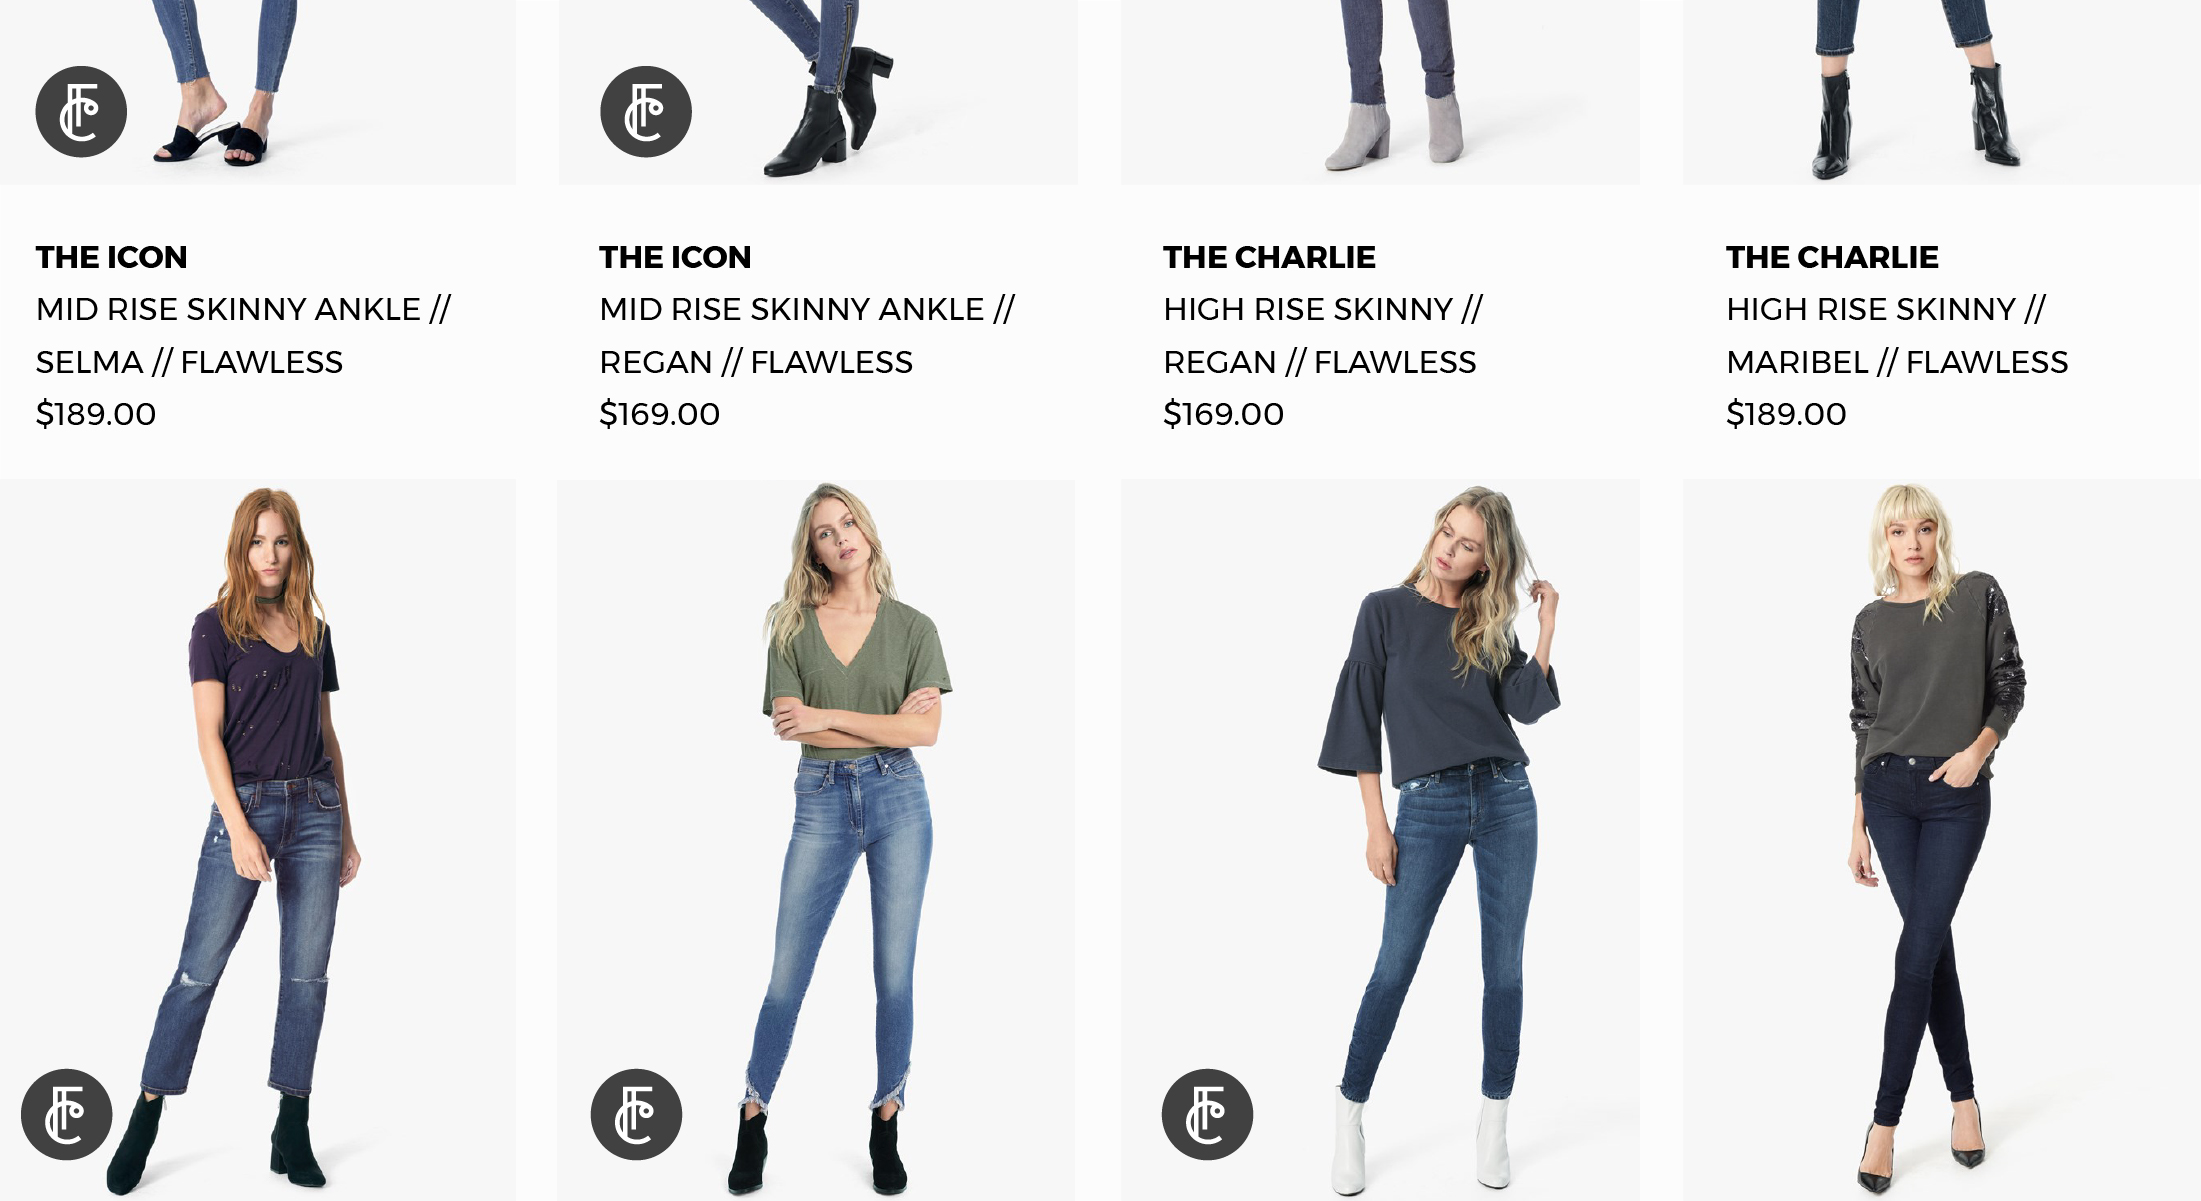 THE ICON
MID RISE SKINNY ANKLE //
SELMA // FLAWLESS
$189.00
THE ICON
MID RISE SKINNY ANKLE //
REGAN // FLAWLESS
$169.00
THE CHARLIE
HIGH RISE SKINNY //
REGAN // FLAWLESS
$169.00
THE CHARLIE
HIGH RISE SKINNY //
MARIBEL // FLAWLESS
$189.00